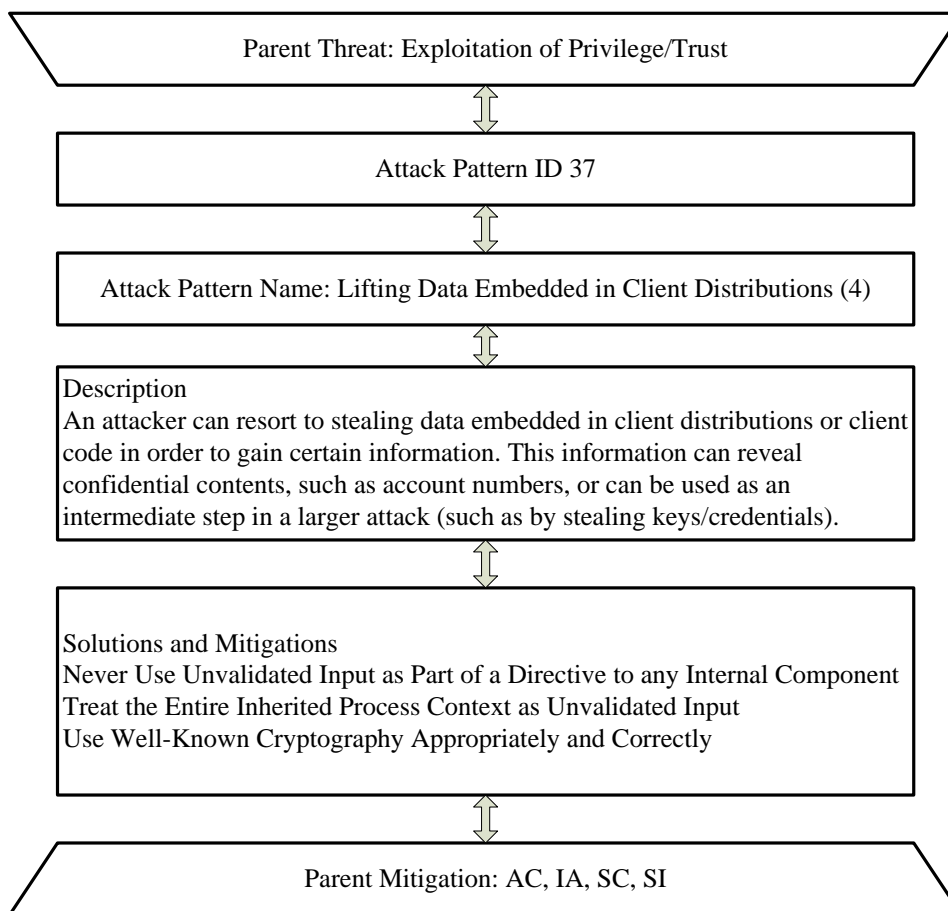 Parent Threat: Exploitation of Privilege/Trust
Attack Pattern ID 37
Attack Pattern Name: Lifting Data Embedded in Client Distributions (4)
Description
An attacker can resort to stealing data embedded in client distributions or client
code in order to gain certain information. This information can reveal
confidential contents, such as account numbers, or can be used as an
intermediate step in a larger attack (such as by stealing keys/credentials).
Solutions and Mitigations
Never Use Unvalidated Input as Part of a Directive to any Internal Component
Treat the Entire Inherited Process Context as Unvalidated Input
Use Well-Known Cryptography Appropriately and Correctly
Parent Mitigation: AC, IA, SC, SI